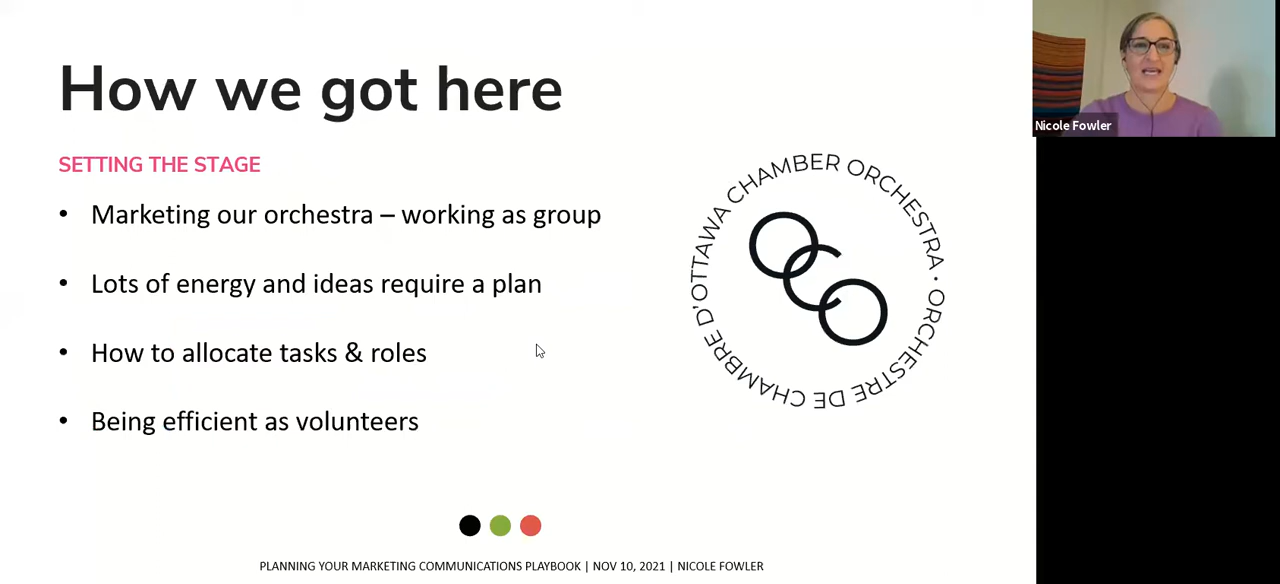 How we got here
SETTING THE STAGE
• Marketing our orchestra – working as group
• Lots of energy and ideas require a plan
• How to allocate tasks & roles
• Being efficient as volunteers
OTTAWA CHAMBER ORCHESTRA · ORCHESTRE DE CHAMBRE D'OTTAWA
OCO
PLANNING YOUR MARKETING COMMUNICATIONS PLAYBOOK | NOV 10, 2021 | NICOLE FOWLER
Nicole Fowler